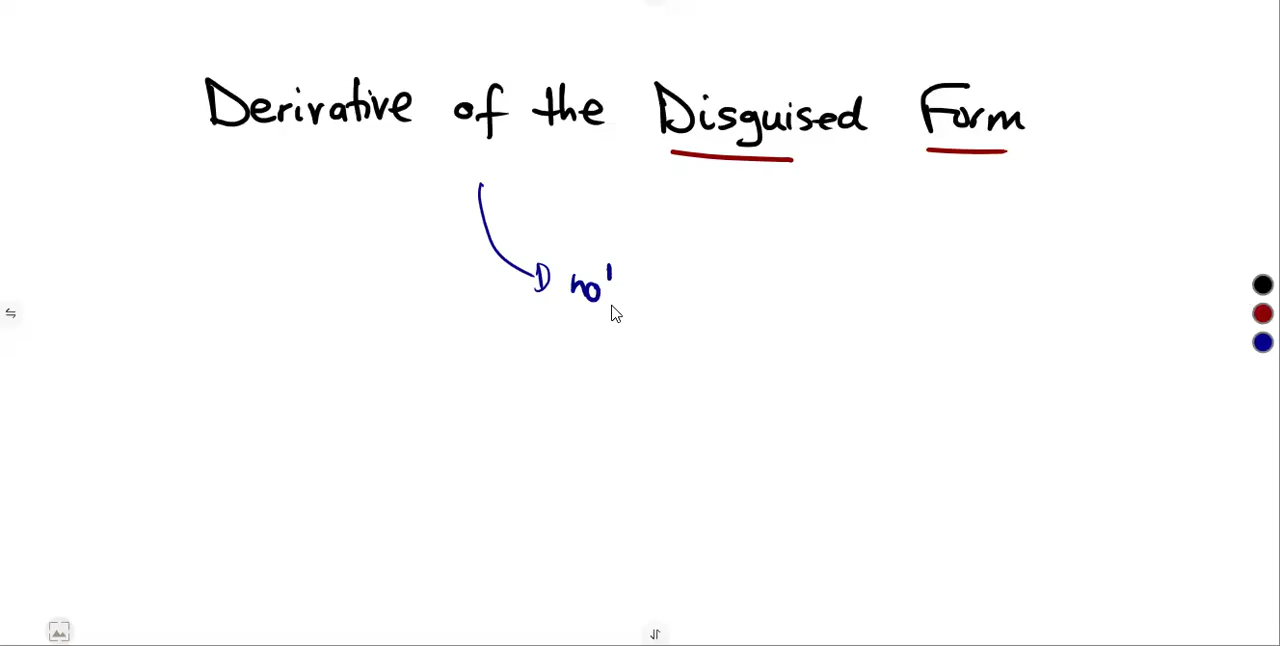 Derivative of the Disguised Form
no